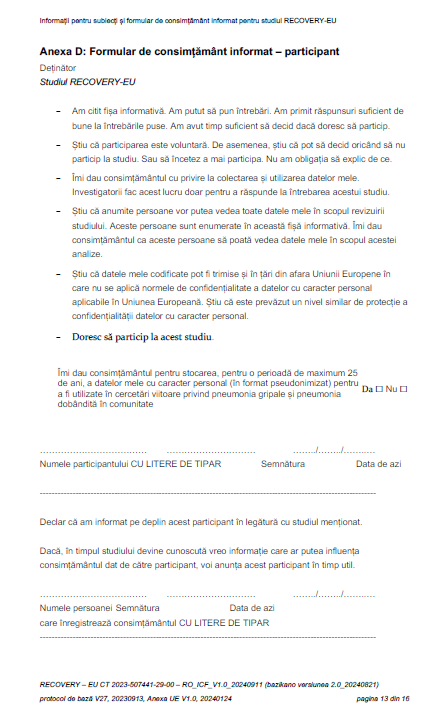 Informații pentru subiecți și formular de consimțământ informat pentru studiul RECOVERY-EU
Anexa D: Formular de consimțământ informat – participant
Deținător
Studiul RECOVERY-EU
– Am citit fișa informativă. Am putut să pun întrebări. Am primit răspunsuri suficient de
bune la întrebările puse. Am avut timp suficient să decid dacă doresc să particip.
– Știu că participarea este voluntară. De asemenea, știu că pot să decid oricând să nu
particip la studiu. Sau să încetez a mai participa. Nu am obligația să explic de ce.
– Îmi dau consimțământul cu privire la colectarea și utilizarea datelor mele.
Investigatorii fac acest lucru doar pentru a răspunde la întrebarea acestui studiu.
– Știu că anumite persoane vor putea vedea toate datele mele în scopul revizuirii
studiului. Aceste persoane sunt enumerate în această fișa informativă. Îmi dau
consimțământul ca aceste persoane să poată vedea datele mele în scopul acestei
analize.
– Știu că datele mele codificate pot fi trimise și în țări din afara Uniunii Europene în
care nu se aplică normele de confidențialitate a datelor cu caracter personal
aplicabile în Uniunea Europeană. Știu că este prevăzut un nivel similar de protecție a
confidențialității datelor cu caracter personal.
– Doresc să particip la acest studiu.
Îmi dau consimțământul pentru stocarea, pentru o perioadă de maximum 25
de ani, a datelor mele cu caracter personal (în format pseudonimizat) pentru
a fi utilizate în cercetări viitoare privind pneumonia gripale și pneumonia
dobândită în comunitate
Da ☐ Nu ☐
……………………………… ………………………… ……../……../………..
Numele participantului CU LITERE DE TIPAR Semnătura Data de azi
Declar că am informat pe deplin acest participant în legătură cu studiul menționat.
Dacă, în timpul studiului devine cunoscută vreo informație care ar putea influența
consimțământul dat de către participant, voi anunța acest participant în timp util.
……………………………… ………………………… ……../……../………..
Numele persoanei Semnătura Data de azi
care înregistrează consimțământul CU LITERE DE TIPAR
RECOVERY – EU CT 2023-507441-29-00 – RO_ICF_V1.0_20240911 (bazikano versiunea 2.0_20240821)
protocol de bază V27, 20230913, Anexa UE V1.0, 20240124 pagina 13 din 16